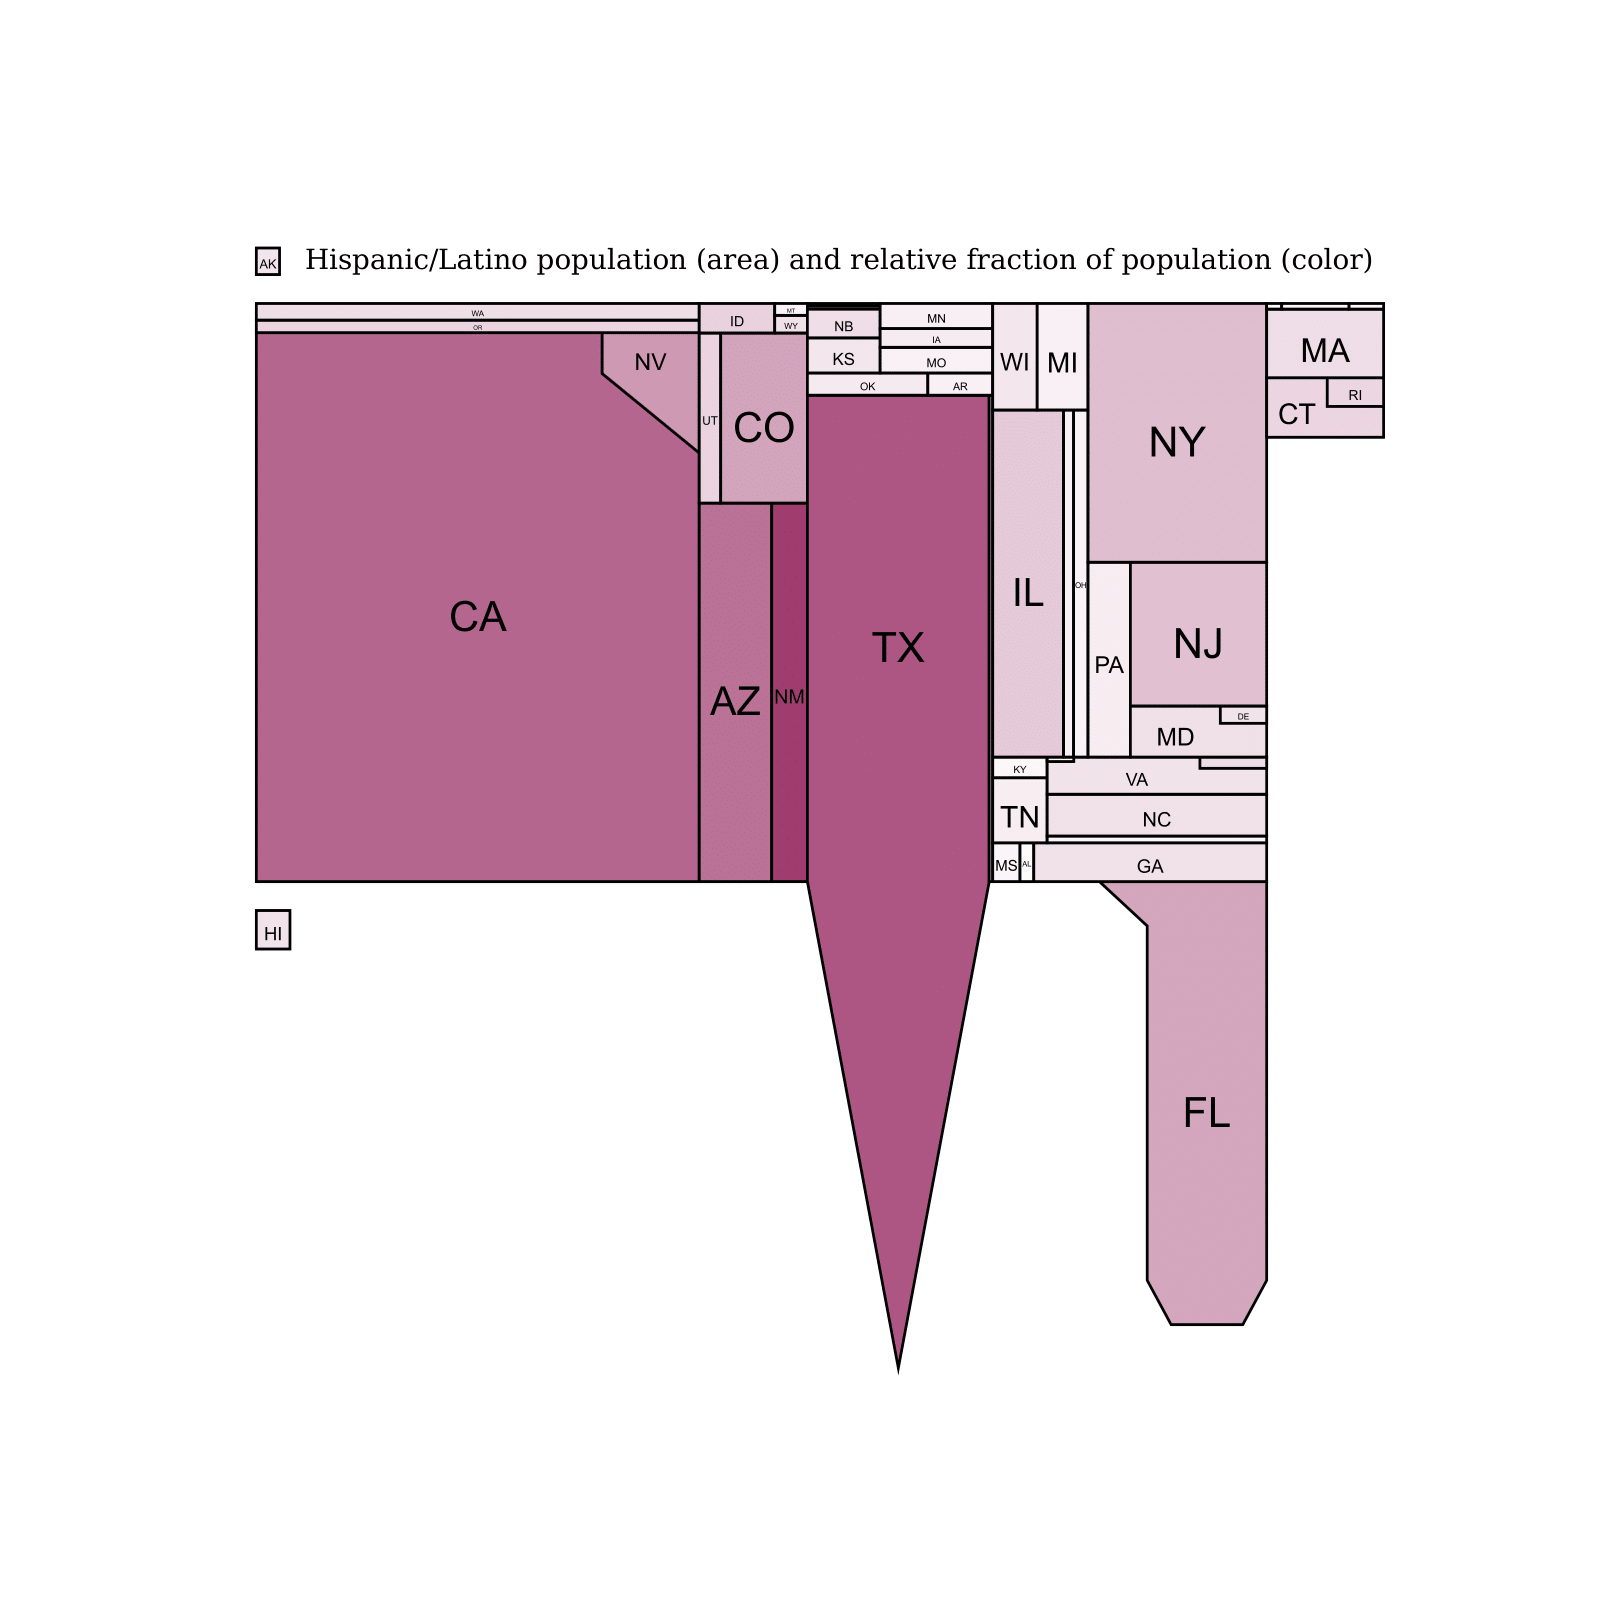 AK Hispanic/Latino population (area) and relative fraction of population (color)
WA
OR
ID
MT
WY
NB
MN
IA
KS
MO
OK
AR
WI
MI
MA
RI
CT
NV
UT
CO
NY
CA
AZ
NM
TX
IL
OH
PA
NJ
DE
MD
KY
VA
TN
NC
MS
AL
GA
HI
FL